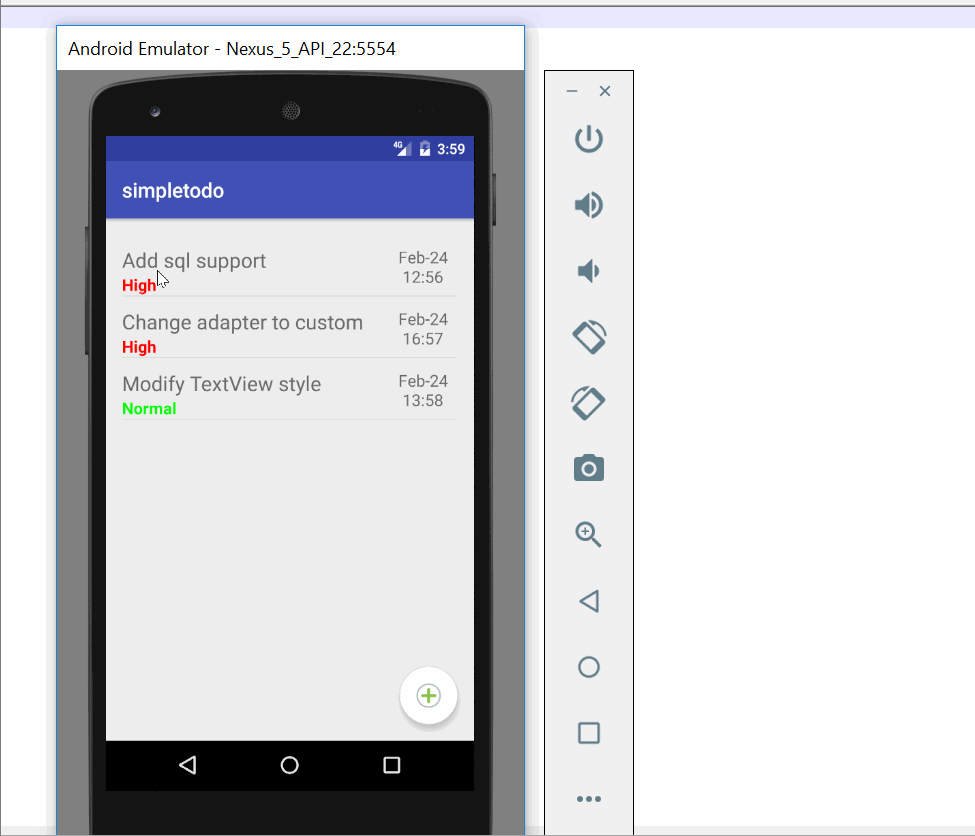 Android Emulator - Nexus_5_API_22:5554
4G 3:59
simpletodo
Add sql support
Feb-24
12:56
High
Change adapter to custom
Feb-24
16:57
High
Modify TextView style
Feb-24
13:58
Normal